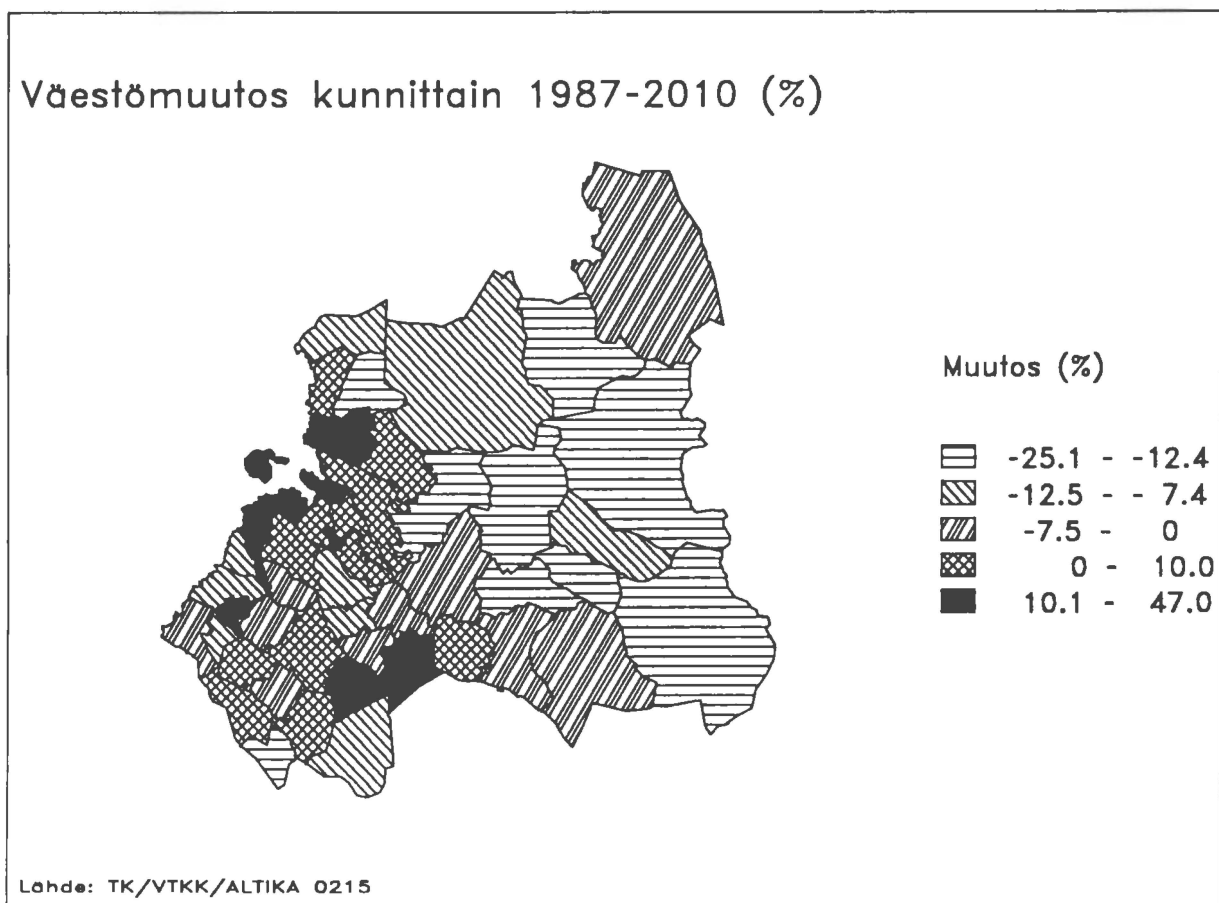 Väestömuutos kunnittain 1987-2010 (%)
Muutos (%)
-25.1 - -12.4
-12.5 - - 7.4
-7.5 - 0
0 - 10.0
10.1 - 47.0
Lähde: TK/VTKK/ALTIKA 0215